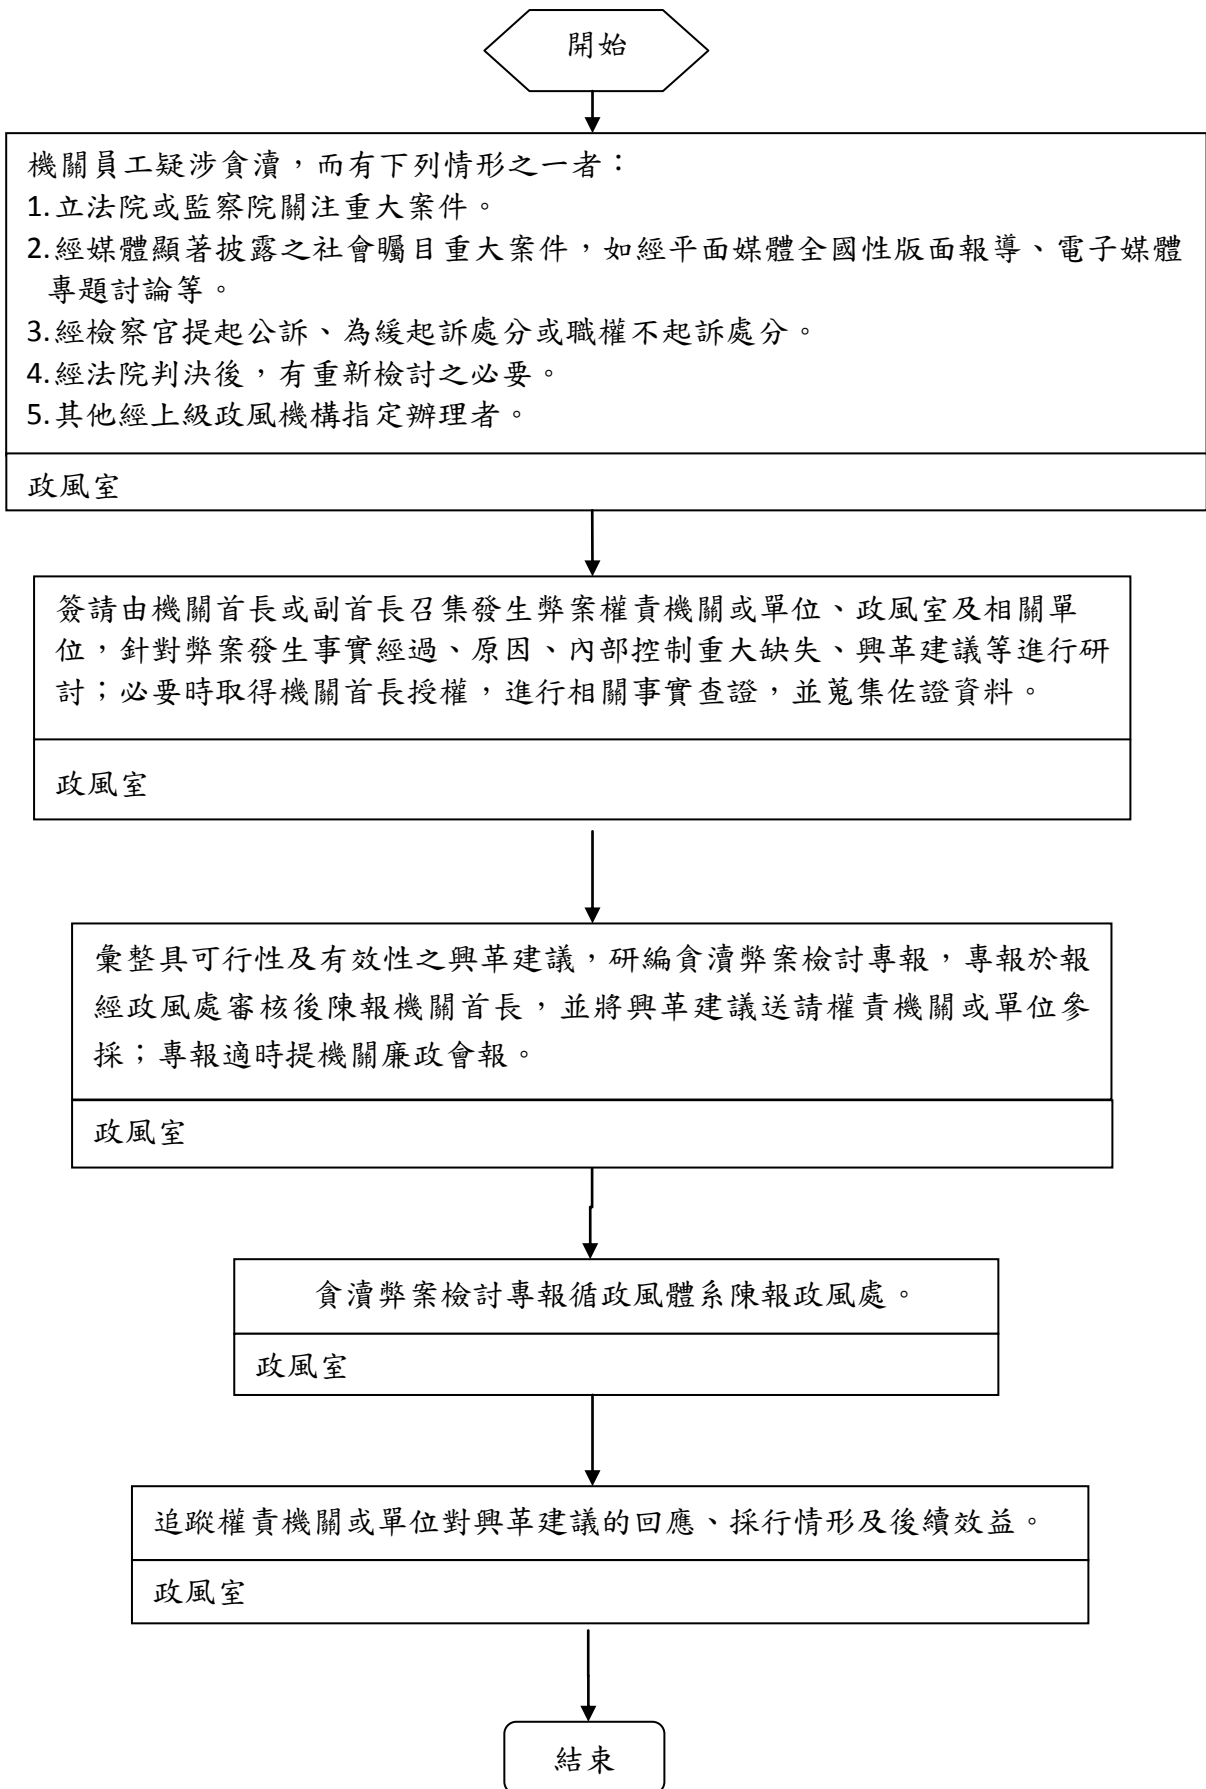 開始
機關員工疑涉貪瀆，而有下列情形之一者：
1.立法院或監察院關注重大案件。
2.經媒體顯著披露之社會矚目重大案件，如經平面媒體全國性版面報導、電子媒體
專題討論等。
3.經檢察官提起公訴、為緩起訴處分或職權不起訴處分。
4.經法院判決後，有重新檢討之必要。
5.其他經上級政風機構指定辦理者。
政風室
簽請由機關首長或副首長召集發生弊案權責機關或單位、政風室及相關單
位，針對弊案發生事實經過、原因、內部控制重大缺失、興革建議等進行研
討；必要時取得機關首長授權，進行相關事實查證，並蒐集佐證資料。
政風室
彙整具可行性及有效性之興革建議，研編貪瀆弊案檢討專報，專報於報
經政風處審核後陳報機關首長，並將興革建議送請權責機關或單位參
採；專報適時提機關廉政會報。
政風室
貪瀆弊案檢討專報循政風體系陳報政風處。
政風室
追蹤權責機關或單位對興革建議的回應、採行情形及後續效益。
政風室
結束